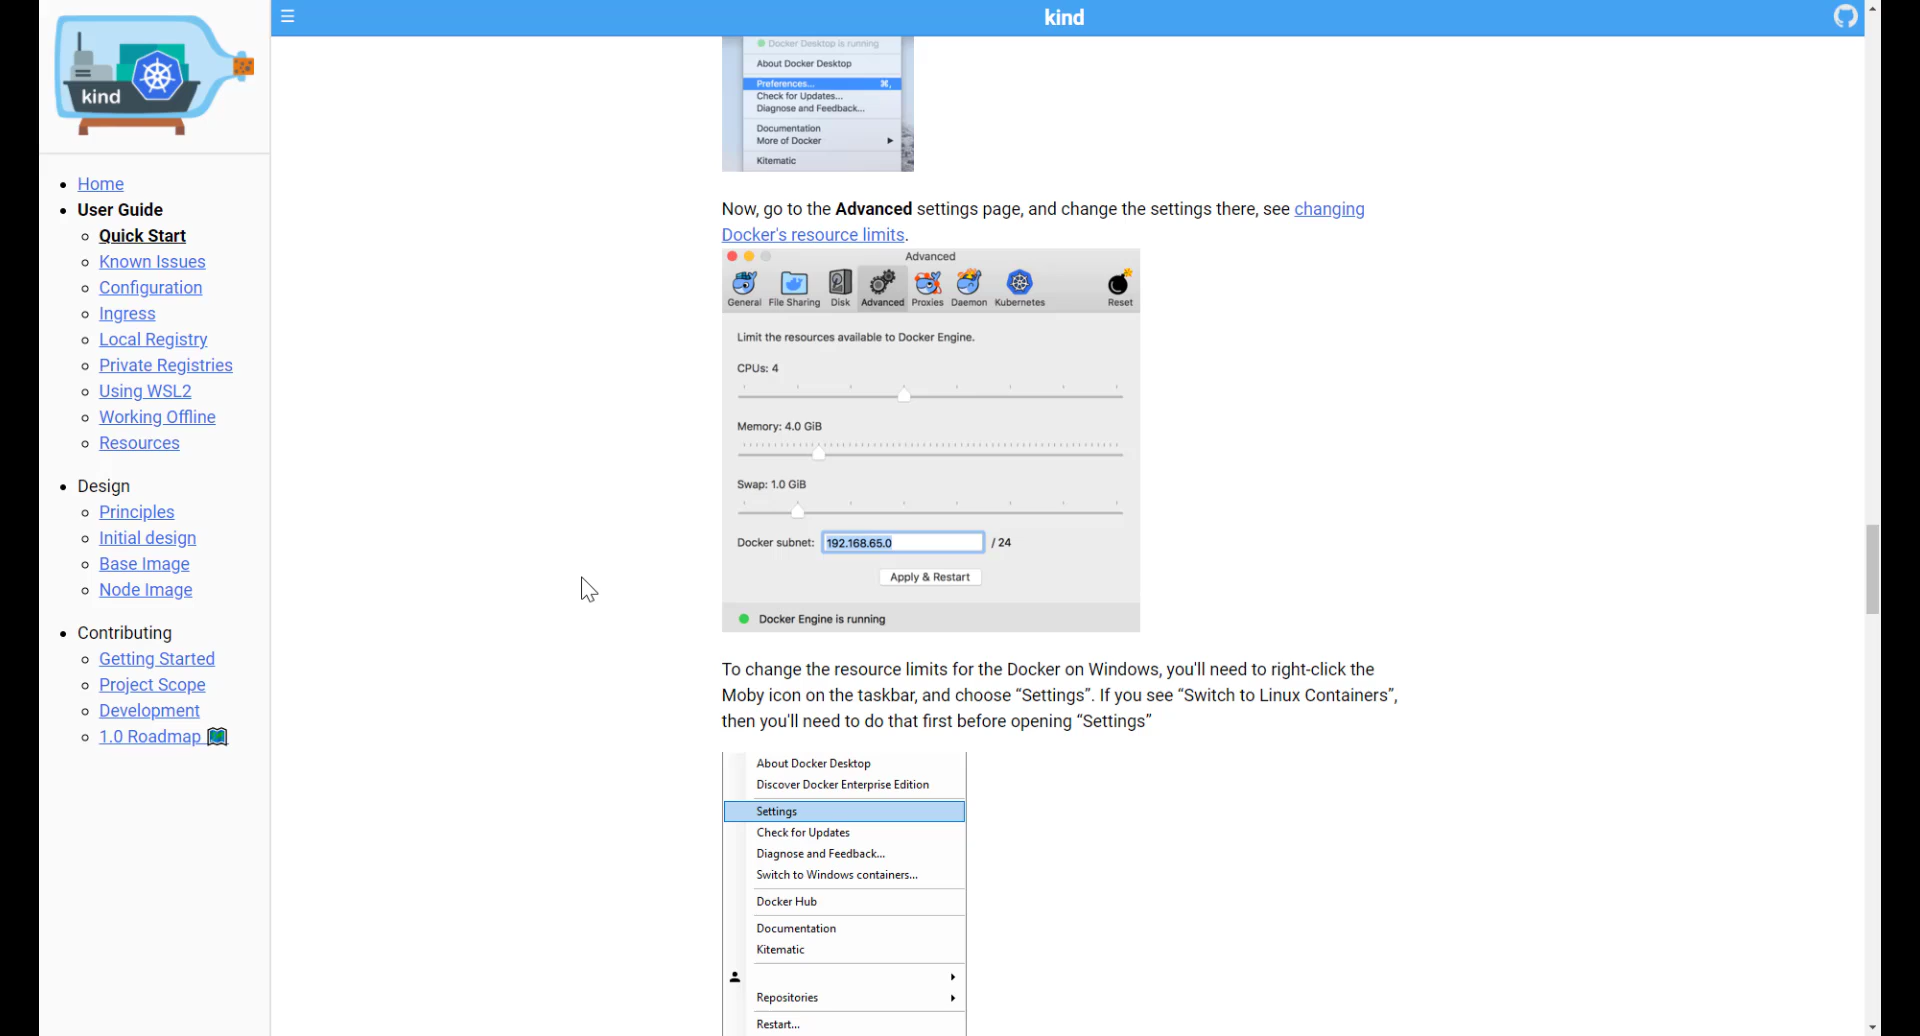 kind
kind
Home
User Guide
Quick Start
Known Issues
Configuration
Ingress
Local Registry
Private Registries
Using WSL2
Working Offline
Resources
Design
Principles
Initial design
Base Image
Node Image
Contributing
Getting Started
Project Scope
Development
1.0 Roadmap
Docker Desktop is running
About Docker Desktop
Preferences... ⌘,
Check for Updates...
Diagnose and Feedback...
Documentation
More of Docker
Kitematic
Now, go to the Advanced settings page, and change the settings there, see changing
Docker's resource limits.
Advanced
General File Sharing Disk Advanced Proxies Daemon Kubernetes Reset
Limit the resources available to Docker Engine.
CPUs: 4
Memory: 4.0 GiB
Swap: 1.0 GiB
Docker subnet: 192.168.65.0 / 24
Apply & Restart
Docker Engine is running
To change the resource limits for the Docker on Windows, you'll need to right-click the
Moby icon on the taskbar, and choose “Settings”. If you see “Switch to Linux Containers”,
then you'll need to do that first before opening “Settings”
About Docker Desktop
Discover Docker Enterprise Edition
Settings
Check for Updates
Diagnose and Feedback...
Switch to Windows containers...
Docker Hub
Documentation
Kitematic
Repositories
Restart...